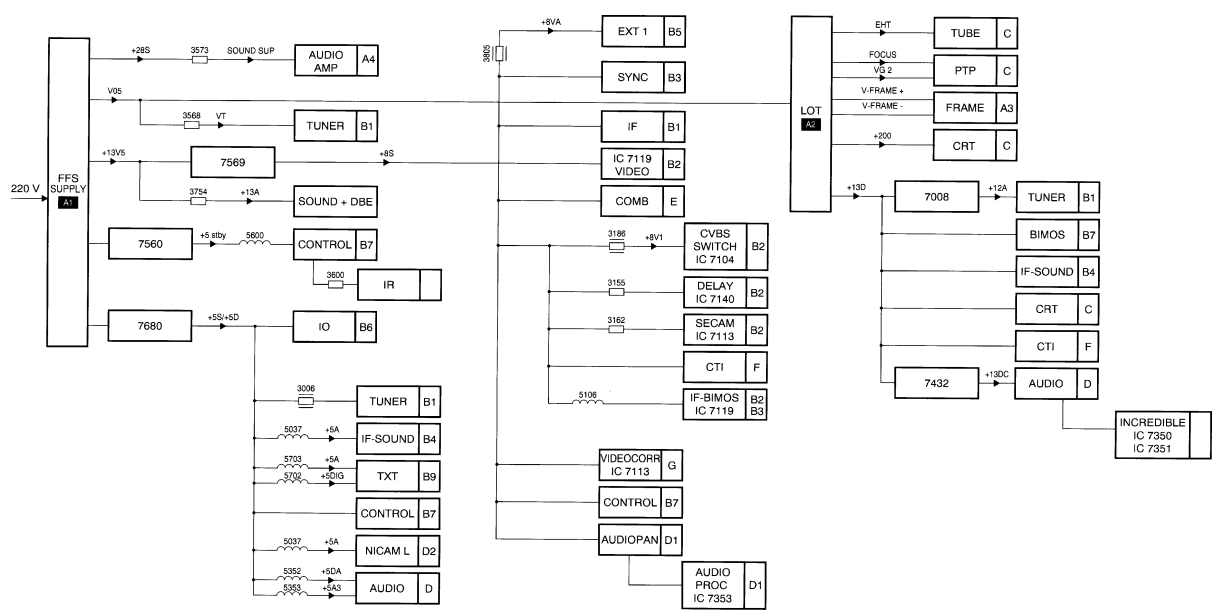 220 V
FFS
SUPPLY
A1
+28S
3573
SOUND SUP
AUDIO
AMP
A4
V05
3568
VT
TUNER
B1
+13V5
7569
+8S
3754
+13A
SOUND + DBE
7560
+5 stby
5600
CONTROL
B7
3600
IR
7680
+5S/+5D
IO
B6
3006
TUNER
B1
5037
+5A
IF-SOUND
B4
5703
+5A
5702
+5DIG
TXT
B9
CONTROL
B7
5037
+5A
NICAM L
D2
5352
+5DA
5353
+5A3
AUDIO
D
+8VA
3805
EXT 1
B5
SYNC
B3
IF
B1
IC 7119
VIDEO
B2
COMB
E
3186
+8V1
CVBS
SWITCH
IC 7104
B2
3155
DELAY
IC 7140
B2
3162
SECAM
IC 7113
B2
CTI
F
5106
IF-BIMOS
IC 7119
B2
B3
VIDEOCORR
IC 7113
G
CONTROL
B7
AUDIOPAN
D1
AUDIO
PROC
IC 7353
D1
LOT
A2
EHT
TUBE
C
FOCUS
VG 2
PTP
C
V-FRAME +
V-FRAME -
FRAME
A3
+200
CRT
C
+13D
7008
+12A
TUNER
B1
BIMOS
B7
IF-SOUND
B4
CRT
C
CTI
F
7432
+13DC
AUDIO
D
INCREDIBLE
IC 7350
IC 7351